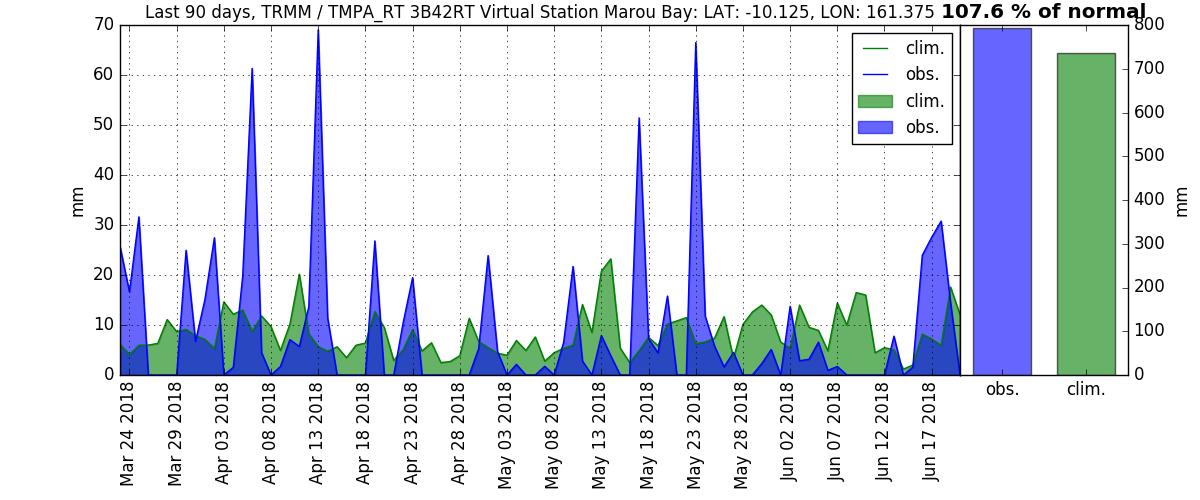 Last 90 days, TRMM / TMPA_RT 3B42RT Virtual Station Marou Bay: LAT: -10.125, LON: 161.375 107.6 % of normal
70
60
50
40
30
20
10
0
mm
clim.
obs.
clim.
obs.
Mar 24 2018
Mar 29 2018
Apr 03 2018
Apr 08 2018
Apr 13 2018
Apr 18 2018
Apr 23 2018
Apr 28 2018
May 03 2018
May 08 2018
May 13 2018
May 18 2018
May 23 2018
May 28 2018
Jun 02 2018
Jun 07 2018
Jun 12 2018
Jun 17 2018
800
700
600
500
400
300
200
100
0
mm
obs.
clim.